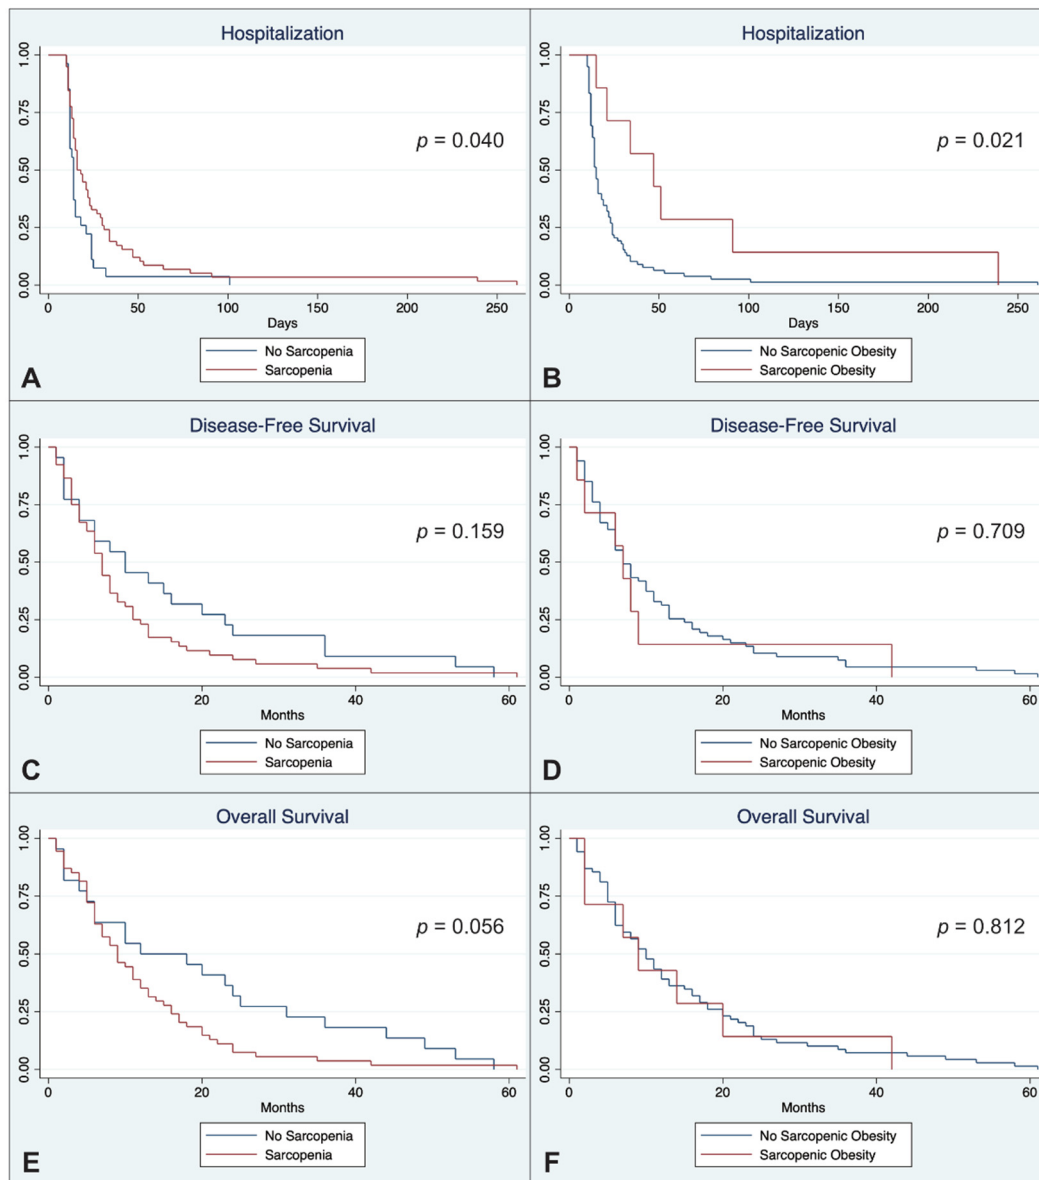 Hospitalization
1.00
0.75
0.50
0.25
0.00
p = 0.040
0 50 100 150 200 250
Days
No Sarcopenia
Sarcopenia
A
Hospitalization
1.00
0.75
0.50
0.25
0.00
p = 0.021
0 50 100 150 200 250
Days
No Sarcopenic Obesity
Sarcopenic Obesity
B
Disease-Free Survival
1.00
0.75
0.50
0.25
0.00
p = 0.159
0 20 40 60
Months
No Sarcopenia
Sarcopenia
C
Disease-Free Survival
1.00
0.75
0.50
0.25
0.00
p = 0.709
0 20 40 60
Months
No Sarcopenic Obesity
Sarcopenic Obesity
D
Overall Survival
1.00
0.75
0.50
0.25
0.00
p = 0.056
0 20 40 60
Months
No Sarcopenia
Sarcopenia
E
Overall Survival
1.00
0.75
0.50
0.25
0.00
p = 0.812
0 20 40 60
Months
No Sarcopenic Obesity
Sarcopenic Obesity
F